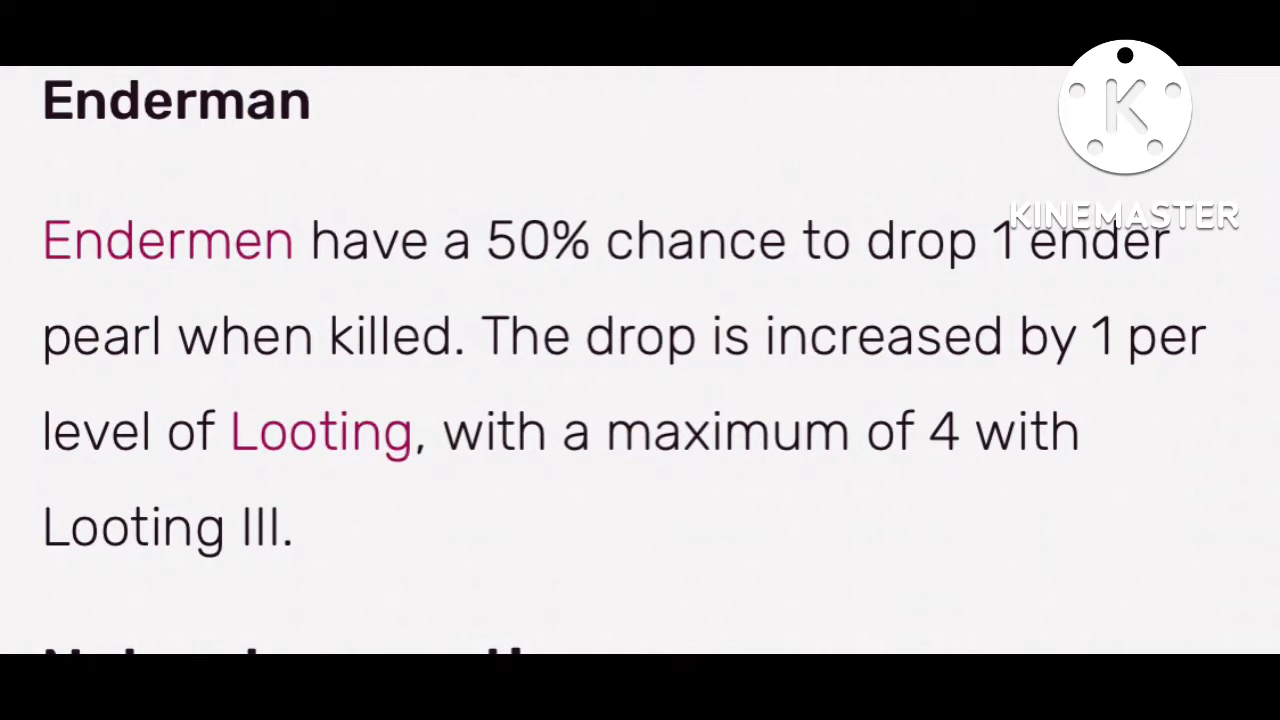 Enderman
KINEMASTER
Endermen have a 50% chance to drop 1 ender
pearl when killed. The drop is increased by 1 per
level of Looting, with a maximum of 4 with
Looting III.